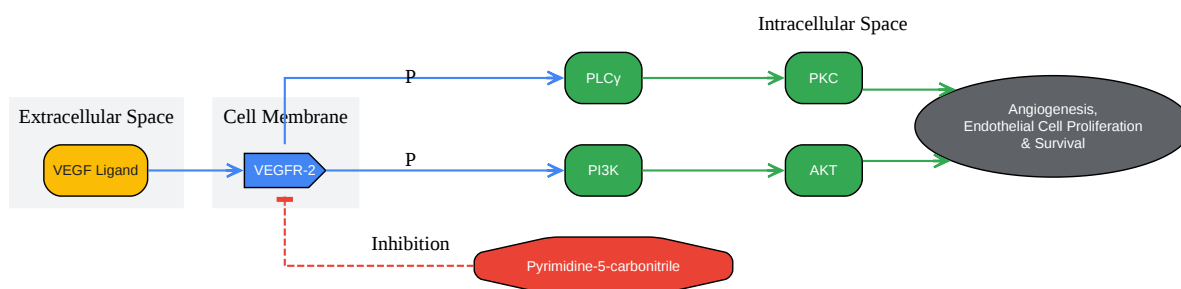 Intracellular Space
P
PLCγ
PKC
Extracellular Space
Cell Membrane
Angiogenesis,
Endothelial Cell Proliferation
& Survival
VEGF Ligand
VEGFR-2
P
PI3K
AKT
Inhibition
Pyrimidine-5-carbonitrile